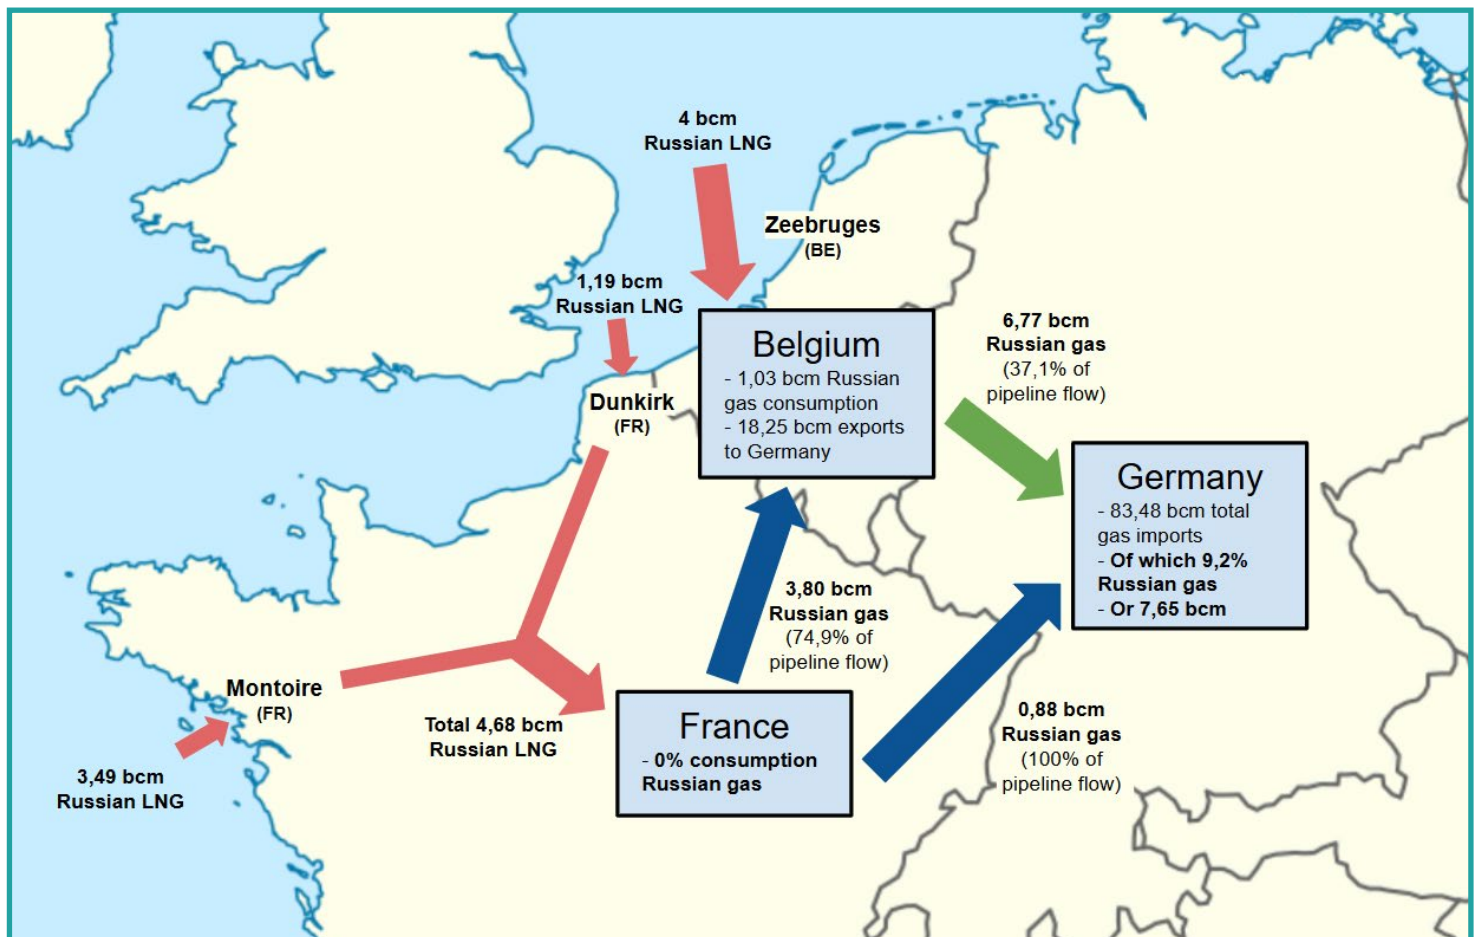 4 bcm
Russian LNG
Zeebruges
(BE)
1,19 bcm
Russian LNG
Belgium
- 1,03 bcm Russian
gas consumption
- 18,25 bcm exports
to Germany
6,77 bcm
Russian gas
(37,1% of
pipeline flow)
Dunkirk
(FR)
Germany
- 83,48 bcm total
gas imports
- Of which 9,2%
Russian gas
- Or 7,65 bcm
3,80 bcm
Russian gas
(74,9% of
pipeline flow)
Montoire
(FR)
3,49 bcm
Russian LNG
Total 4,68 bcm
Russian LNG
France
- 0% consumption
Russian gas
0,88 bcm
Russian gas
(100% of
pipeline flow)